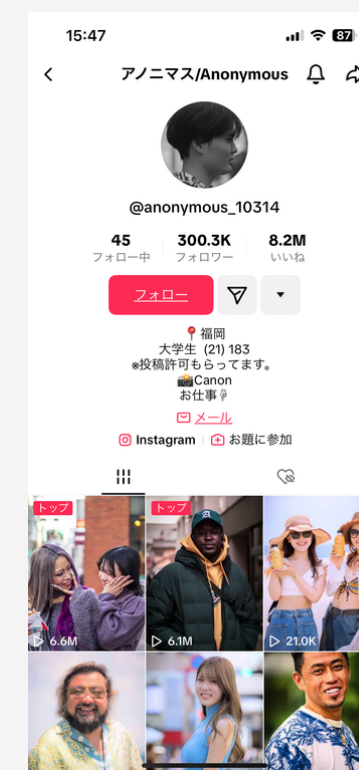 15:47
87
アノニマス/Anonymous
@anonymous_10314
45 300.3K 8.2M
フォロー中 フォロワー いいね
フォロー
📍福岡
大学生 (21) 183
※投稿許可もらってます。
📸Canon
お仕事👇
メール
Instagram お題に参加
トップ トップ
6.6M 6.1M 21.0K